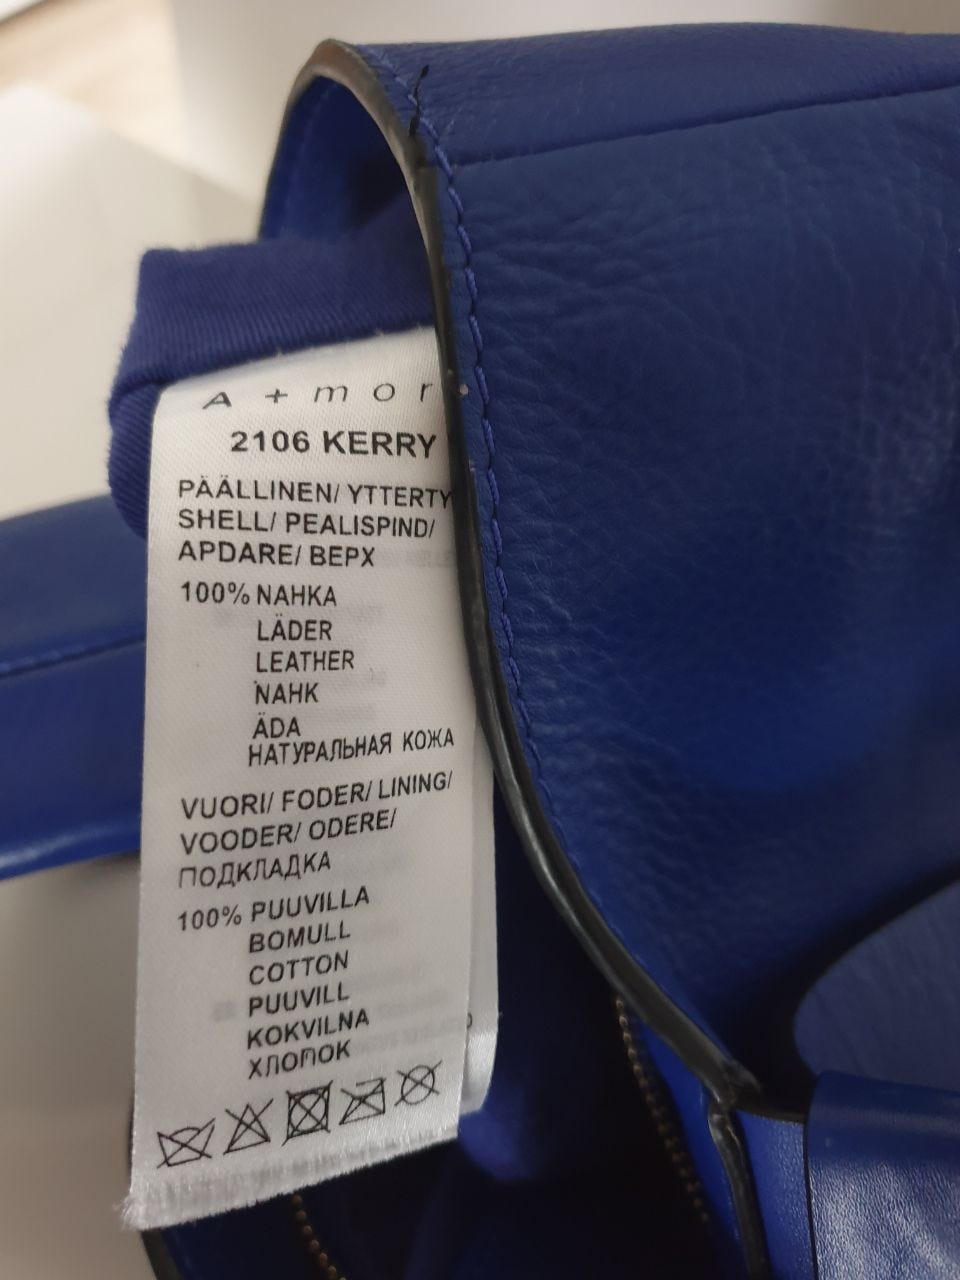 A + mor
2106 KERRY
PÄÄLLINEN/ YTTERTY
SHELL/ PEALISPIND/
APDARE/ ВЕРХ
100% NAHKA
LÄDER
LEATHER
NAHK
ÄDA
НАТУРАЛЬНАЯ КОЖА
VUORI/ FODER/ LINING/
VOODER/ ODERE/
ПОДКЛАДКА
100% PUUVILLA
BOMULL
COTTON
PUUVILL
KOKVILNA
ХЛОПОК